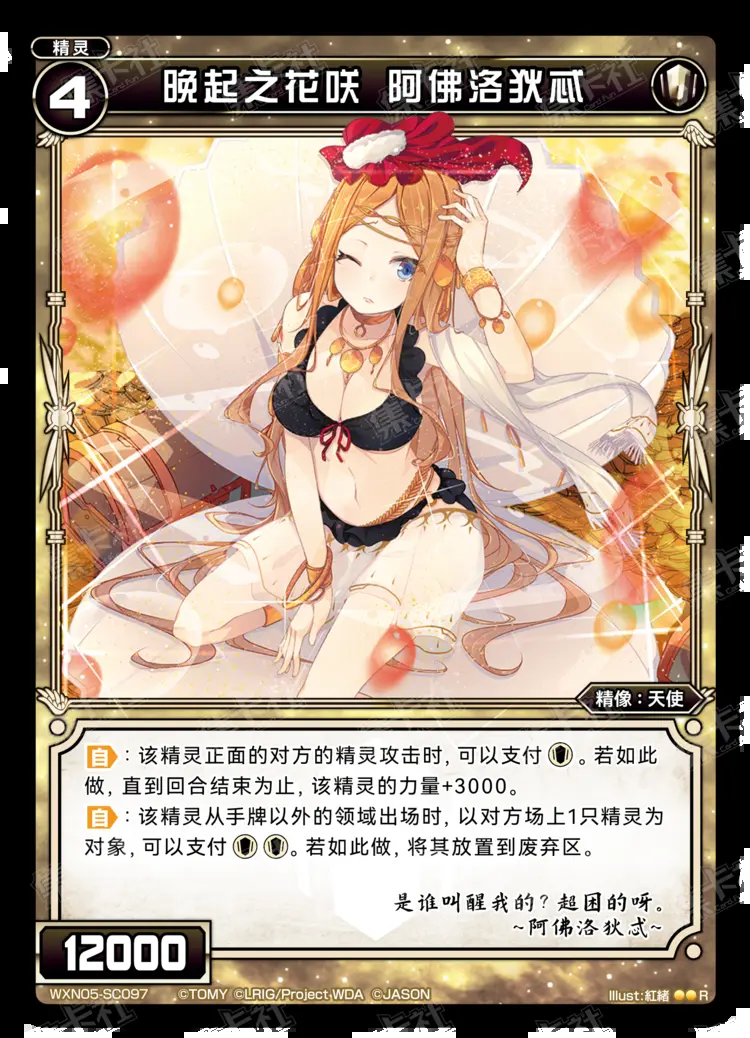 精灵
4
晚起之花咲 阿佛洛狄忒
精像：天使
自：该精灵正面的对方的精灵攻击时，可以支付。若如此
做，直到回合结束为止，该精灵的力量+3000。
自：该精灵从手牌以外的领域出场时，以对方场上1只精灵为
对象，可以支付。若如此做，将其放置到废弃区。
是谁叫醒我的？超困的呀。
~阿佛洛狄忒~
12000
WXN05-SC097 ©TOMY ©LRIG/Project WDA ©JASON
Illust:紅緒 R
集卡社